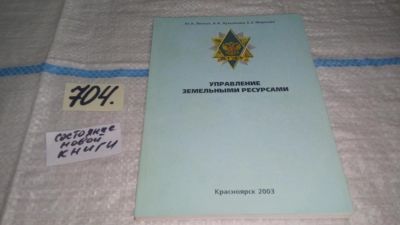 УПРАВЛЕНИЕ
ЗЕМЕЛЬНЫМИ РЕСУРСАМИ
704.
состояние
новой
книги
Красноярск 2003